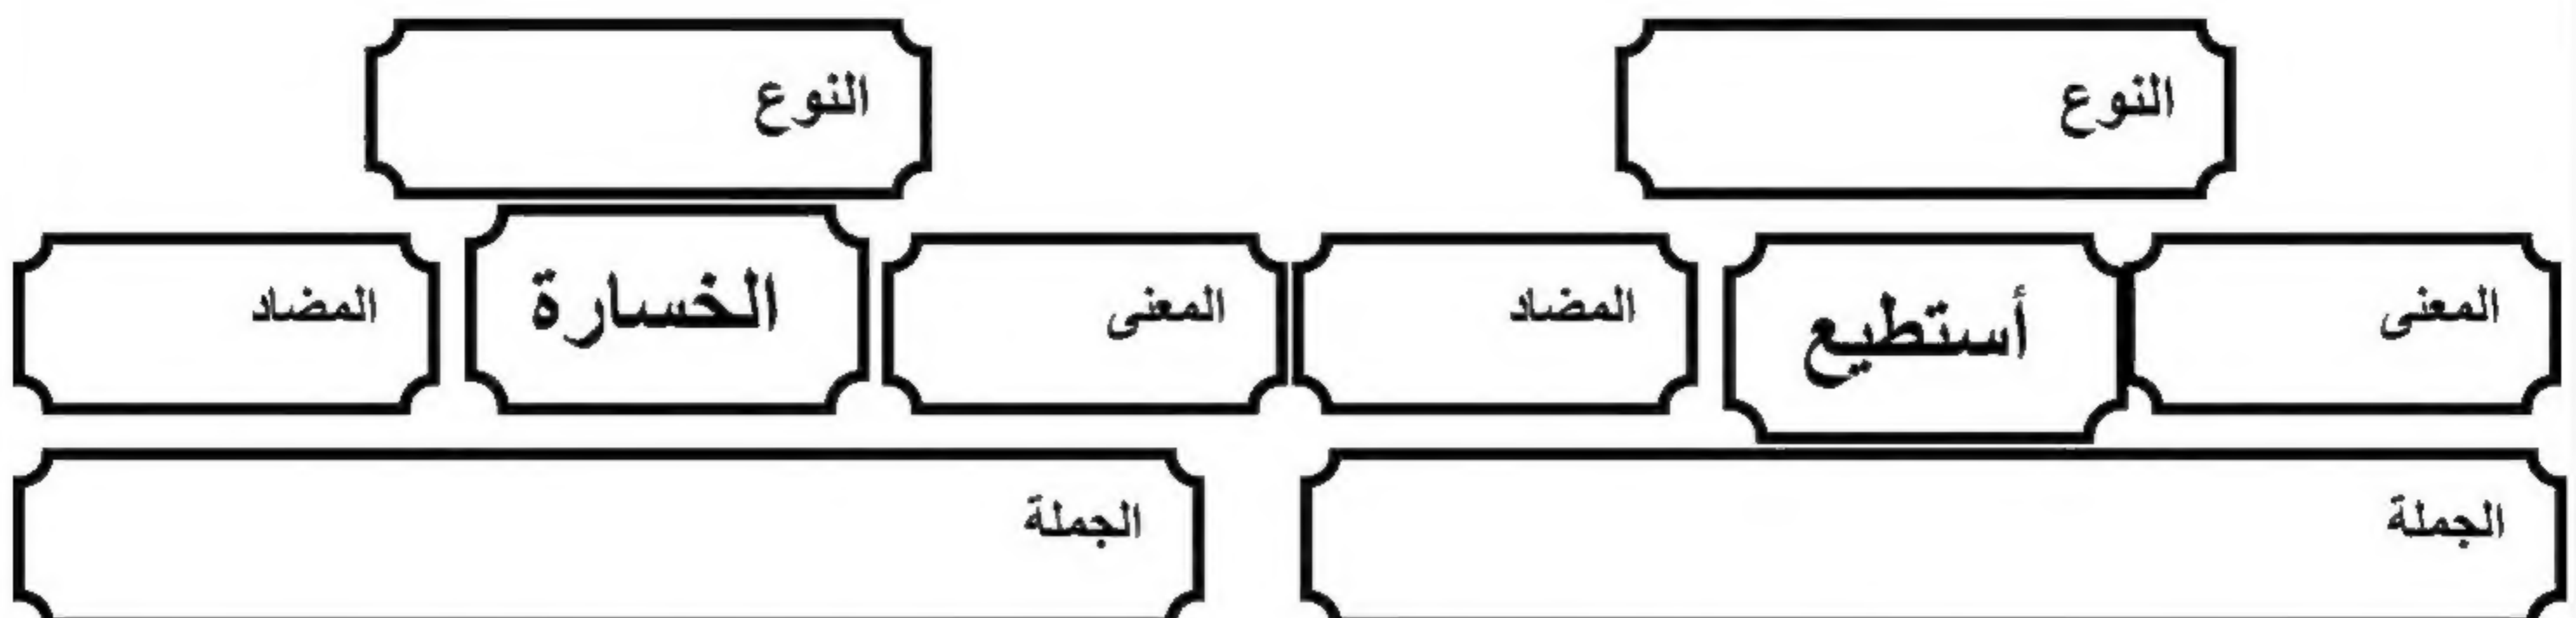 النوع النوع
المعنى أستطيع المضاد المعنى الخسارة المضاد
الجملة الجملة